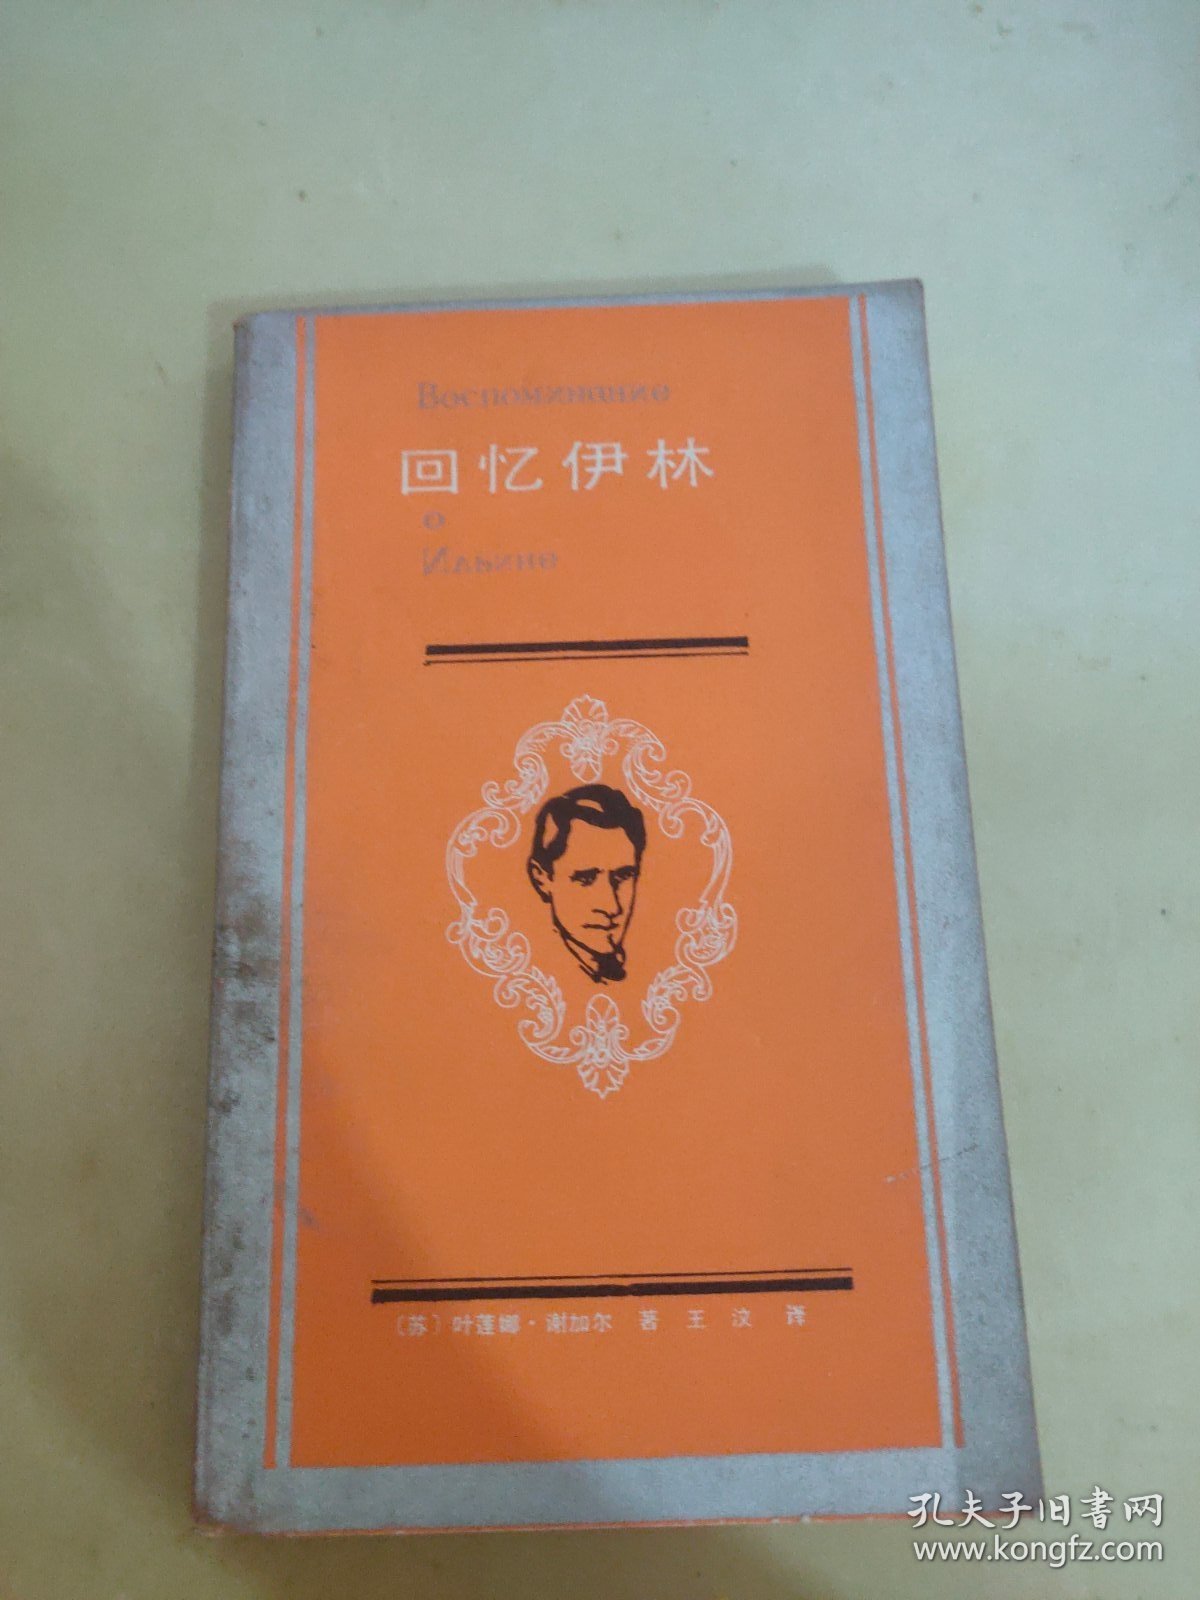 Воспоминание
回忆伊林
о
Ильине
〔苏〕叶莲娜·谢加尔 著 王汶 译
孔夫子旧书网
www.kongfz.com